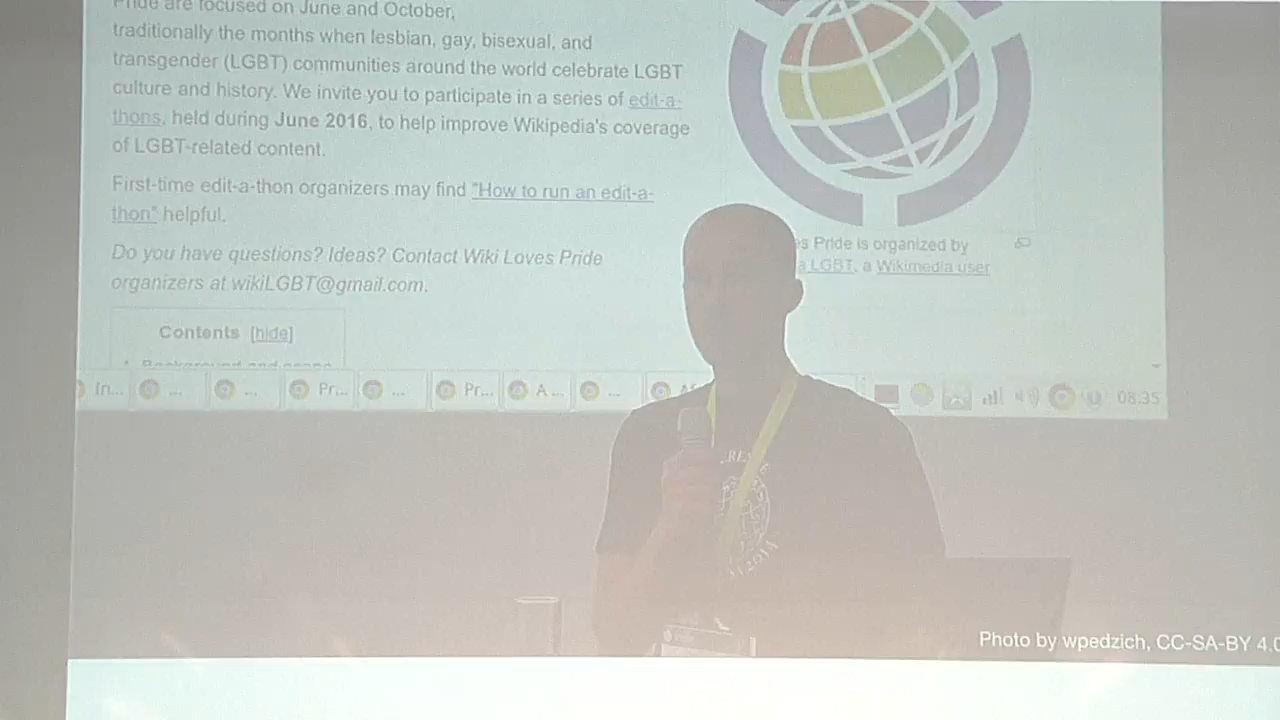 Pride are focused on June and October,
traditionally the months when lesbian, gay, bisexual, and
transgender (LGBT) communities around the world celebrate LGBT
culture and history. We invite you to participate in a series of edit-a-
thons, held during June 2016, to help improve Wikipedia's coverage
of LGBT-related content.
First-time edit-a-thon organizers may find "How to run an edit-a-
thon" helpful.
Do you have questions? Ideas? Contact Wiki Loves Pride
organizers at wikiLGBT@gmail.com.
s Pride is organized by
a LGBT, a Wikimedia user
Contents [hide]
In... ... ... Pr... ... Pr... A... ... 08:35
2014
Photo by wpedzich, CC-SA-BY 4.0